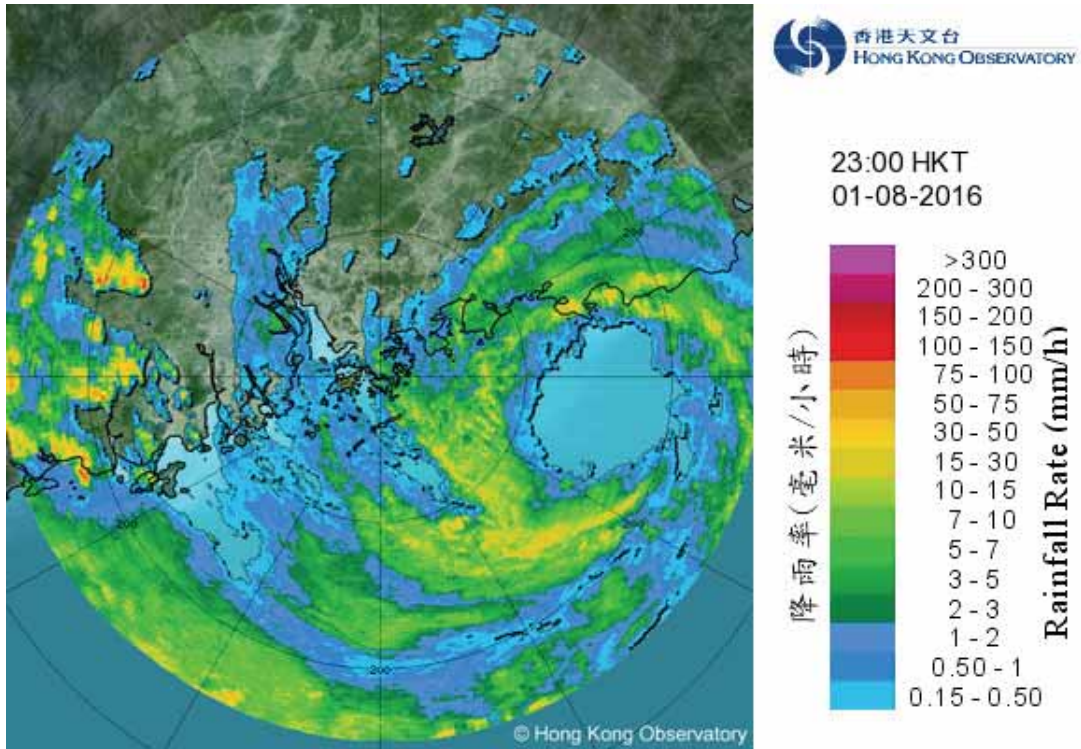 香港天文台
HONG KONG OBSERVATORY
23:00 HKT
01-08-2016
降雨率(毫米/小時)
Rainfall Rate (mm/h)
>300
200 - 300
150 - 200
100 - 150
75 - 100
50 - 75
30 - 50
15 - 30
10 - 15
7 - 10
5 - 7
3 - 5
2 - 3
1 - 2
0.50 - 1
0.15 - 0.50
200
200
200
© Hong Kong Observatory